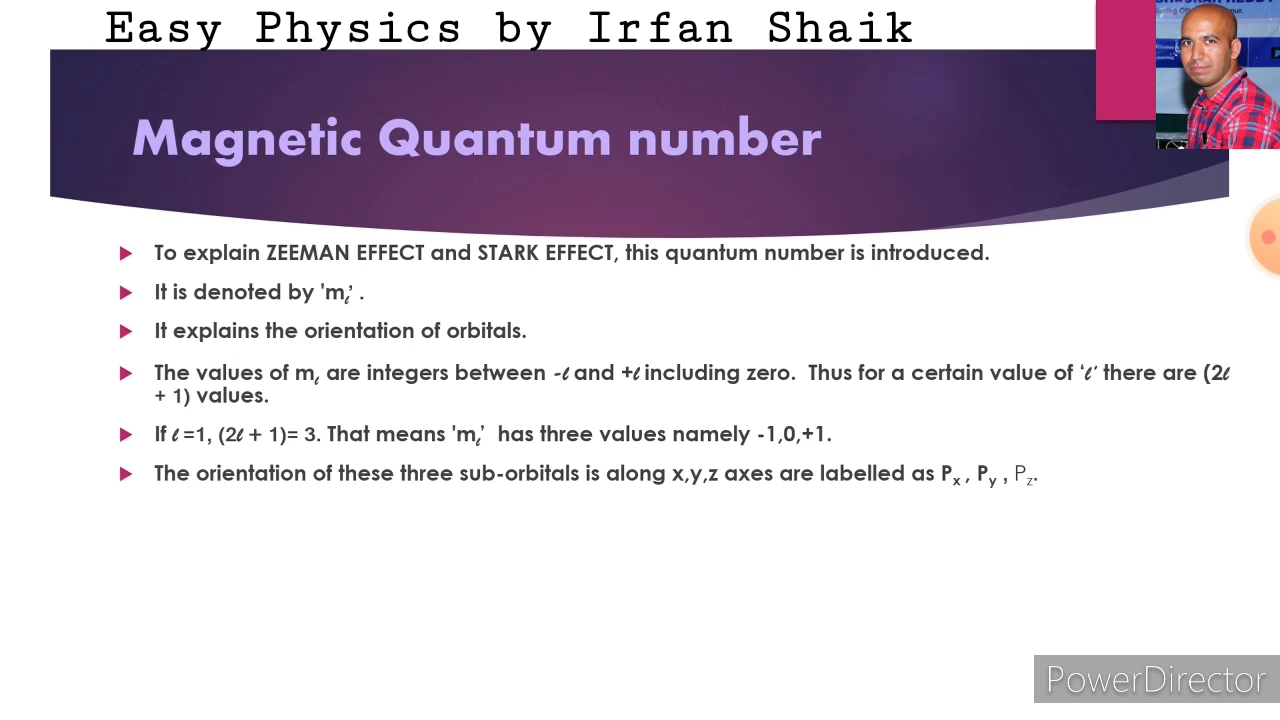 Easy Physics by Irfan Shaik
Magnetic Quantum number
To explain ZEEMAN EFFECT and STARK EFFECT, this quantum number is introduced.
It is denoted by 'mℓ’ .
It explains the orientation of orbitals.
The values of mℓ are integers between -ℓ and +ℓ including zero. Thus for a certain value of ‘ℓ’ there are (2ℓ
+ 1) values.
If ℓ =1, (2ℓ + 1)= 3. That means 'mℓ’ has three values namely -1,0,+1.
The orientation of these three sub-orbitals is along x,y,z axes are labelled as Px , Py , Pz.
PowerDirector